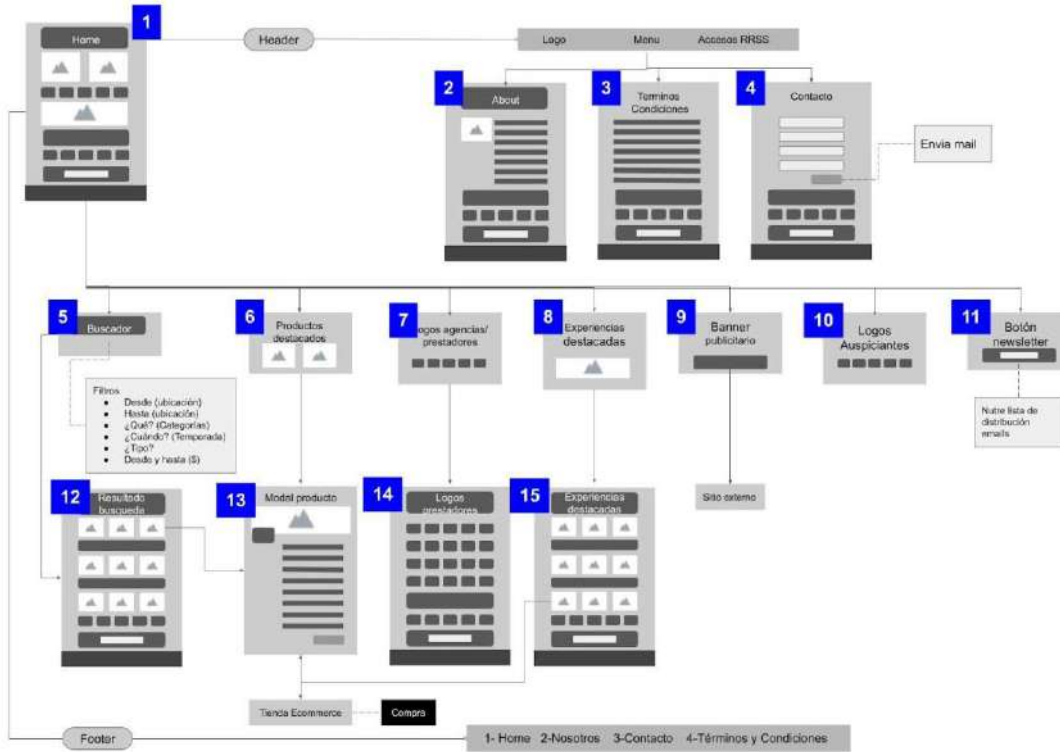 1
Home
Header
Logo
Menu
Accesos RRSS
2
About
3
Terminos
Condiciones
4
Contacto
Envia mail
5
Buscador
6
Productos
destacados
7
Logos agencias/
prestadores
8
Experiencias
destacadas
9
Banner
publicitario
10
Logos
Auspiciantes
11
Botón
newsletter
Filtros
Desde (ubicación)
Hasta (ubicación)
¿Qué? (Categorías)
¿Cuándo? (Temporada)
¿Tipo?
Desde y hasta ($)
Nutre lista de
distribución
emails
12
Resultado
busqueda
13
Modal producto
14
Logos
prestadores
15
Experiencias
destacadas
Sitio externo
Tienda Ecommerce
Compra
Footer
1- Home 2-Nosotros 3-Contacto 4-Términos y Condiciones